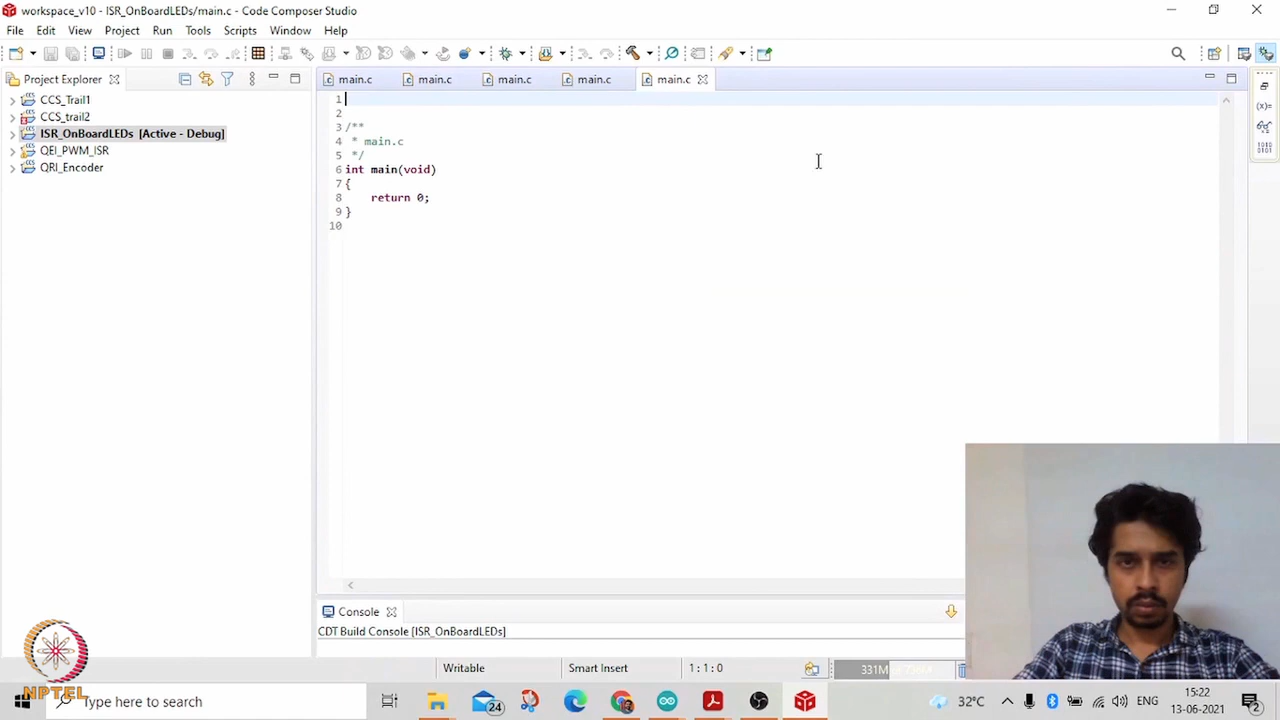 workspace_v10 - ISR_OnBoardLEDs/main.c - Code Composer Studio
File Edit View Project Run Tools Scripts Window Help
Project Explorer
main.c main.c main.c main.c main.c
CCS_Trail1
CCS_trail2
ISR_OnBoardLEDs [Active - Debug]
QEI_PWM_ISR
QRI_Encoder
1
2
3 /**
4 * main.c
5 */
6 int main(void)
7 {
8 return 0;
9 }
10
Console
CDT Build Console [ISR_OnBoardLEDs]
Writable Smart Insert 1:1:0
NPTEL
Type here to search
24
32°C
ENG
15:22
13-06-2021
2